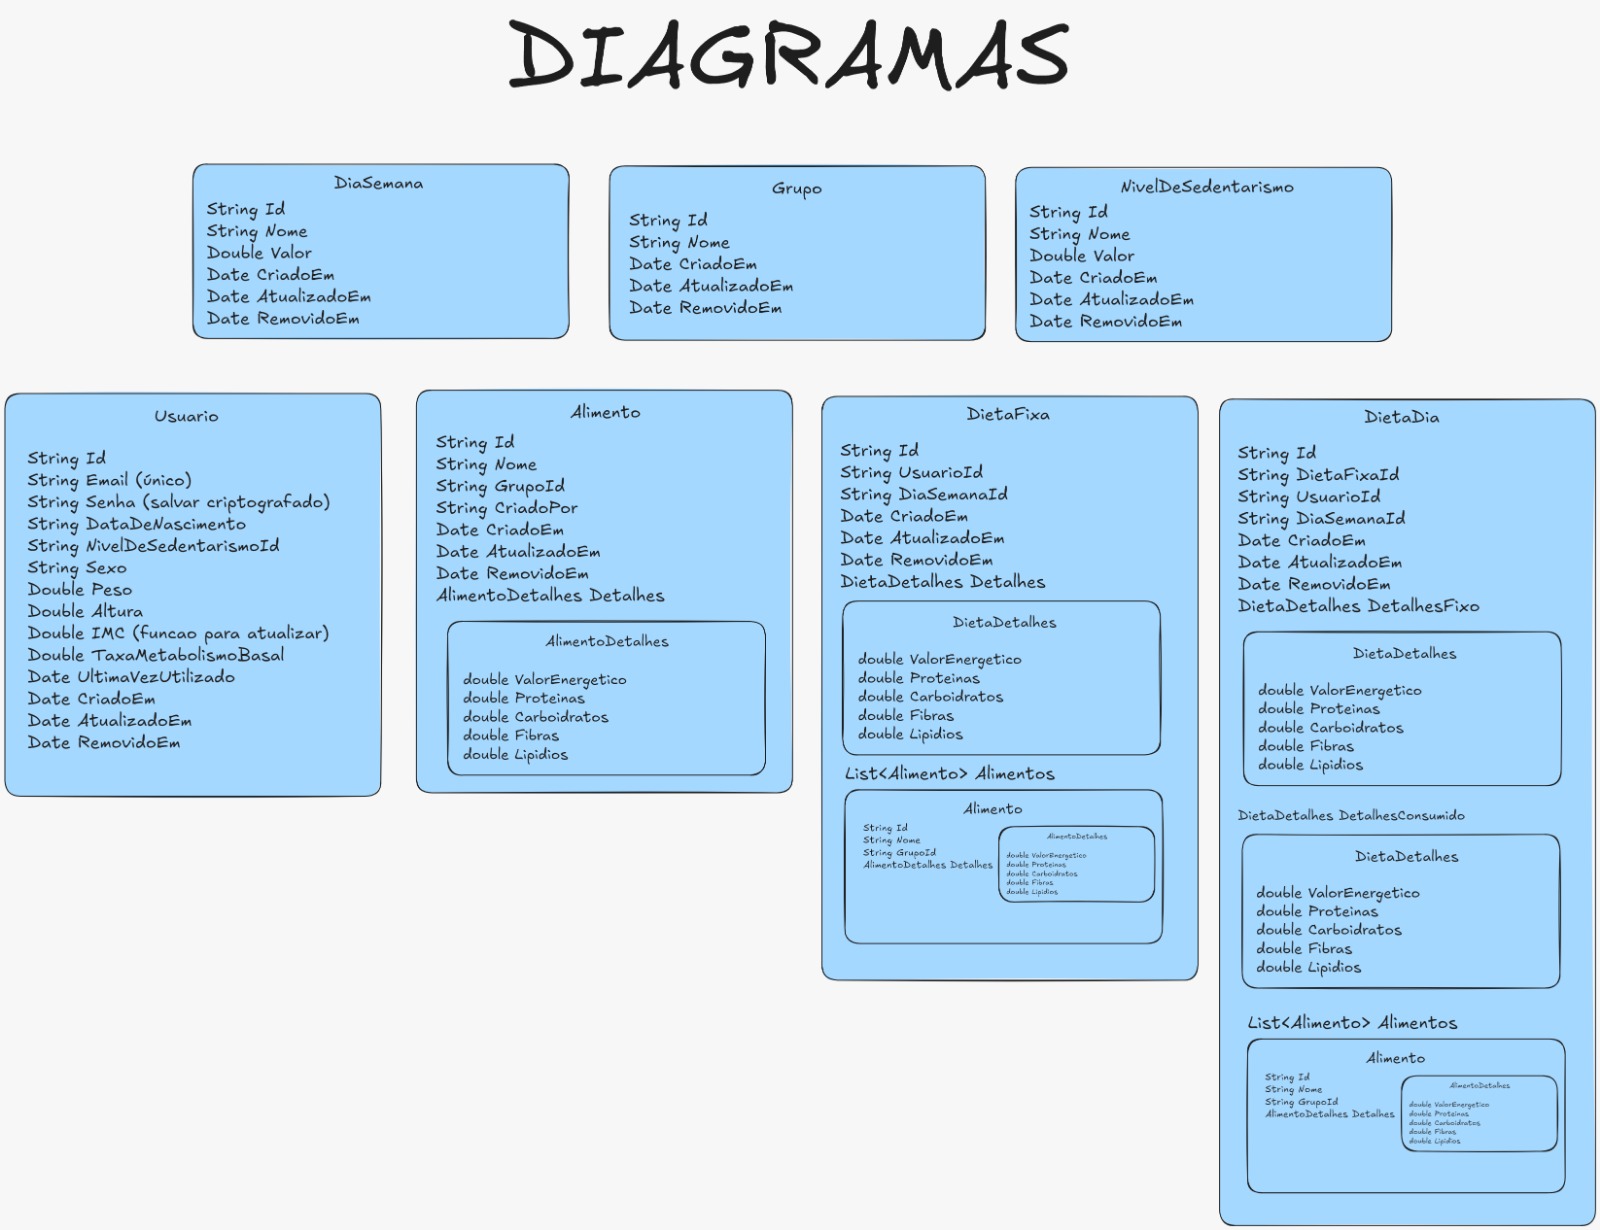 DIAGRAMAS
DiaSemana
String Id
String Nome
Double Valor
Date CriadoEm
Date AtualizadoEm
Date RemovidoEm
Grupo
String Id
String Nome
Date CriadoEm
Date AtualizadoEm
Date RemovidoEm
NivelDeSedentarismo
String Id
String Nome
Double Valor
Date CriadoEm
Date AtualizadoEm
Date RemovidoEm
Usuario
String Id
String Email (único)
String Senha (salvar criptografado)
String DataDeNascimento
String NivelDeSedentarismoId
String Sexo
Double Peso
Double Altura
Double IMC (funcao para atualizar)
Double TaxaMetabolismoBasal
Date UltimaVezUtilizado
Date CriadoEm
Date AtualizadoEm
Date RemovidoEm
Alimento
String Id
String Nome
String GrupoId
String CriadoPor
Date CriadoEm
Date AtualizadoEm
Date RemovidoEm
AlimentoDetalhes Detalhes
AlimentoDetalhes
double ValorEnergetico
double Proteinas
double Carboidratos
double Fibras
double Lipidios
DietaFixa
String Id
String UsuarioId
String DiaSemanaId
Date CriadoEm
Date AtualizadoEm
Date RemovidoEm
DietaDetalhes Detalhes
DietaDetalhes
double ValorEnergetico
double Proteinas
double Carboidratos
double Fibras
double Lipidios
List<Alimento> Alimentos
Alimento
String Id
String Nome
String GrupoId
AlimentoDetalhes Detalhes
AlimentoDetalhes
double ValorEnergetico
double Proteinas
double Carboidratos
double Fibras
double Lipidios
DietaDia
String Id
String DietaFixaId
String UsuarioId
String DiaSemanaId
Date CriadoEm
Date AtualizadoEm
Date RemovidoEm
DietaDetalhes DetalhesFixo
DietaDetalhes
double ValorEnergetico
double Proteinas
double Carboidratos
double Fibras
double Lipidios
DietaDetalhes DetalhesConsumido
DietaDetalhes
double ValorEnergetico
double Proteinas
double Carboidratos
double Fibras
double Lipidios
List<Alimento> Alimentos
Alimento
String Id
String Nome
String GrupoId
AlimentoDetalhes Detalhes
AlimentoDetalhes
double ValorEnergetico
double Proteinas
double Carboidratos
double Fibras
double Lipidios